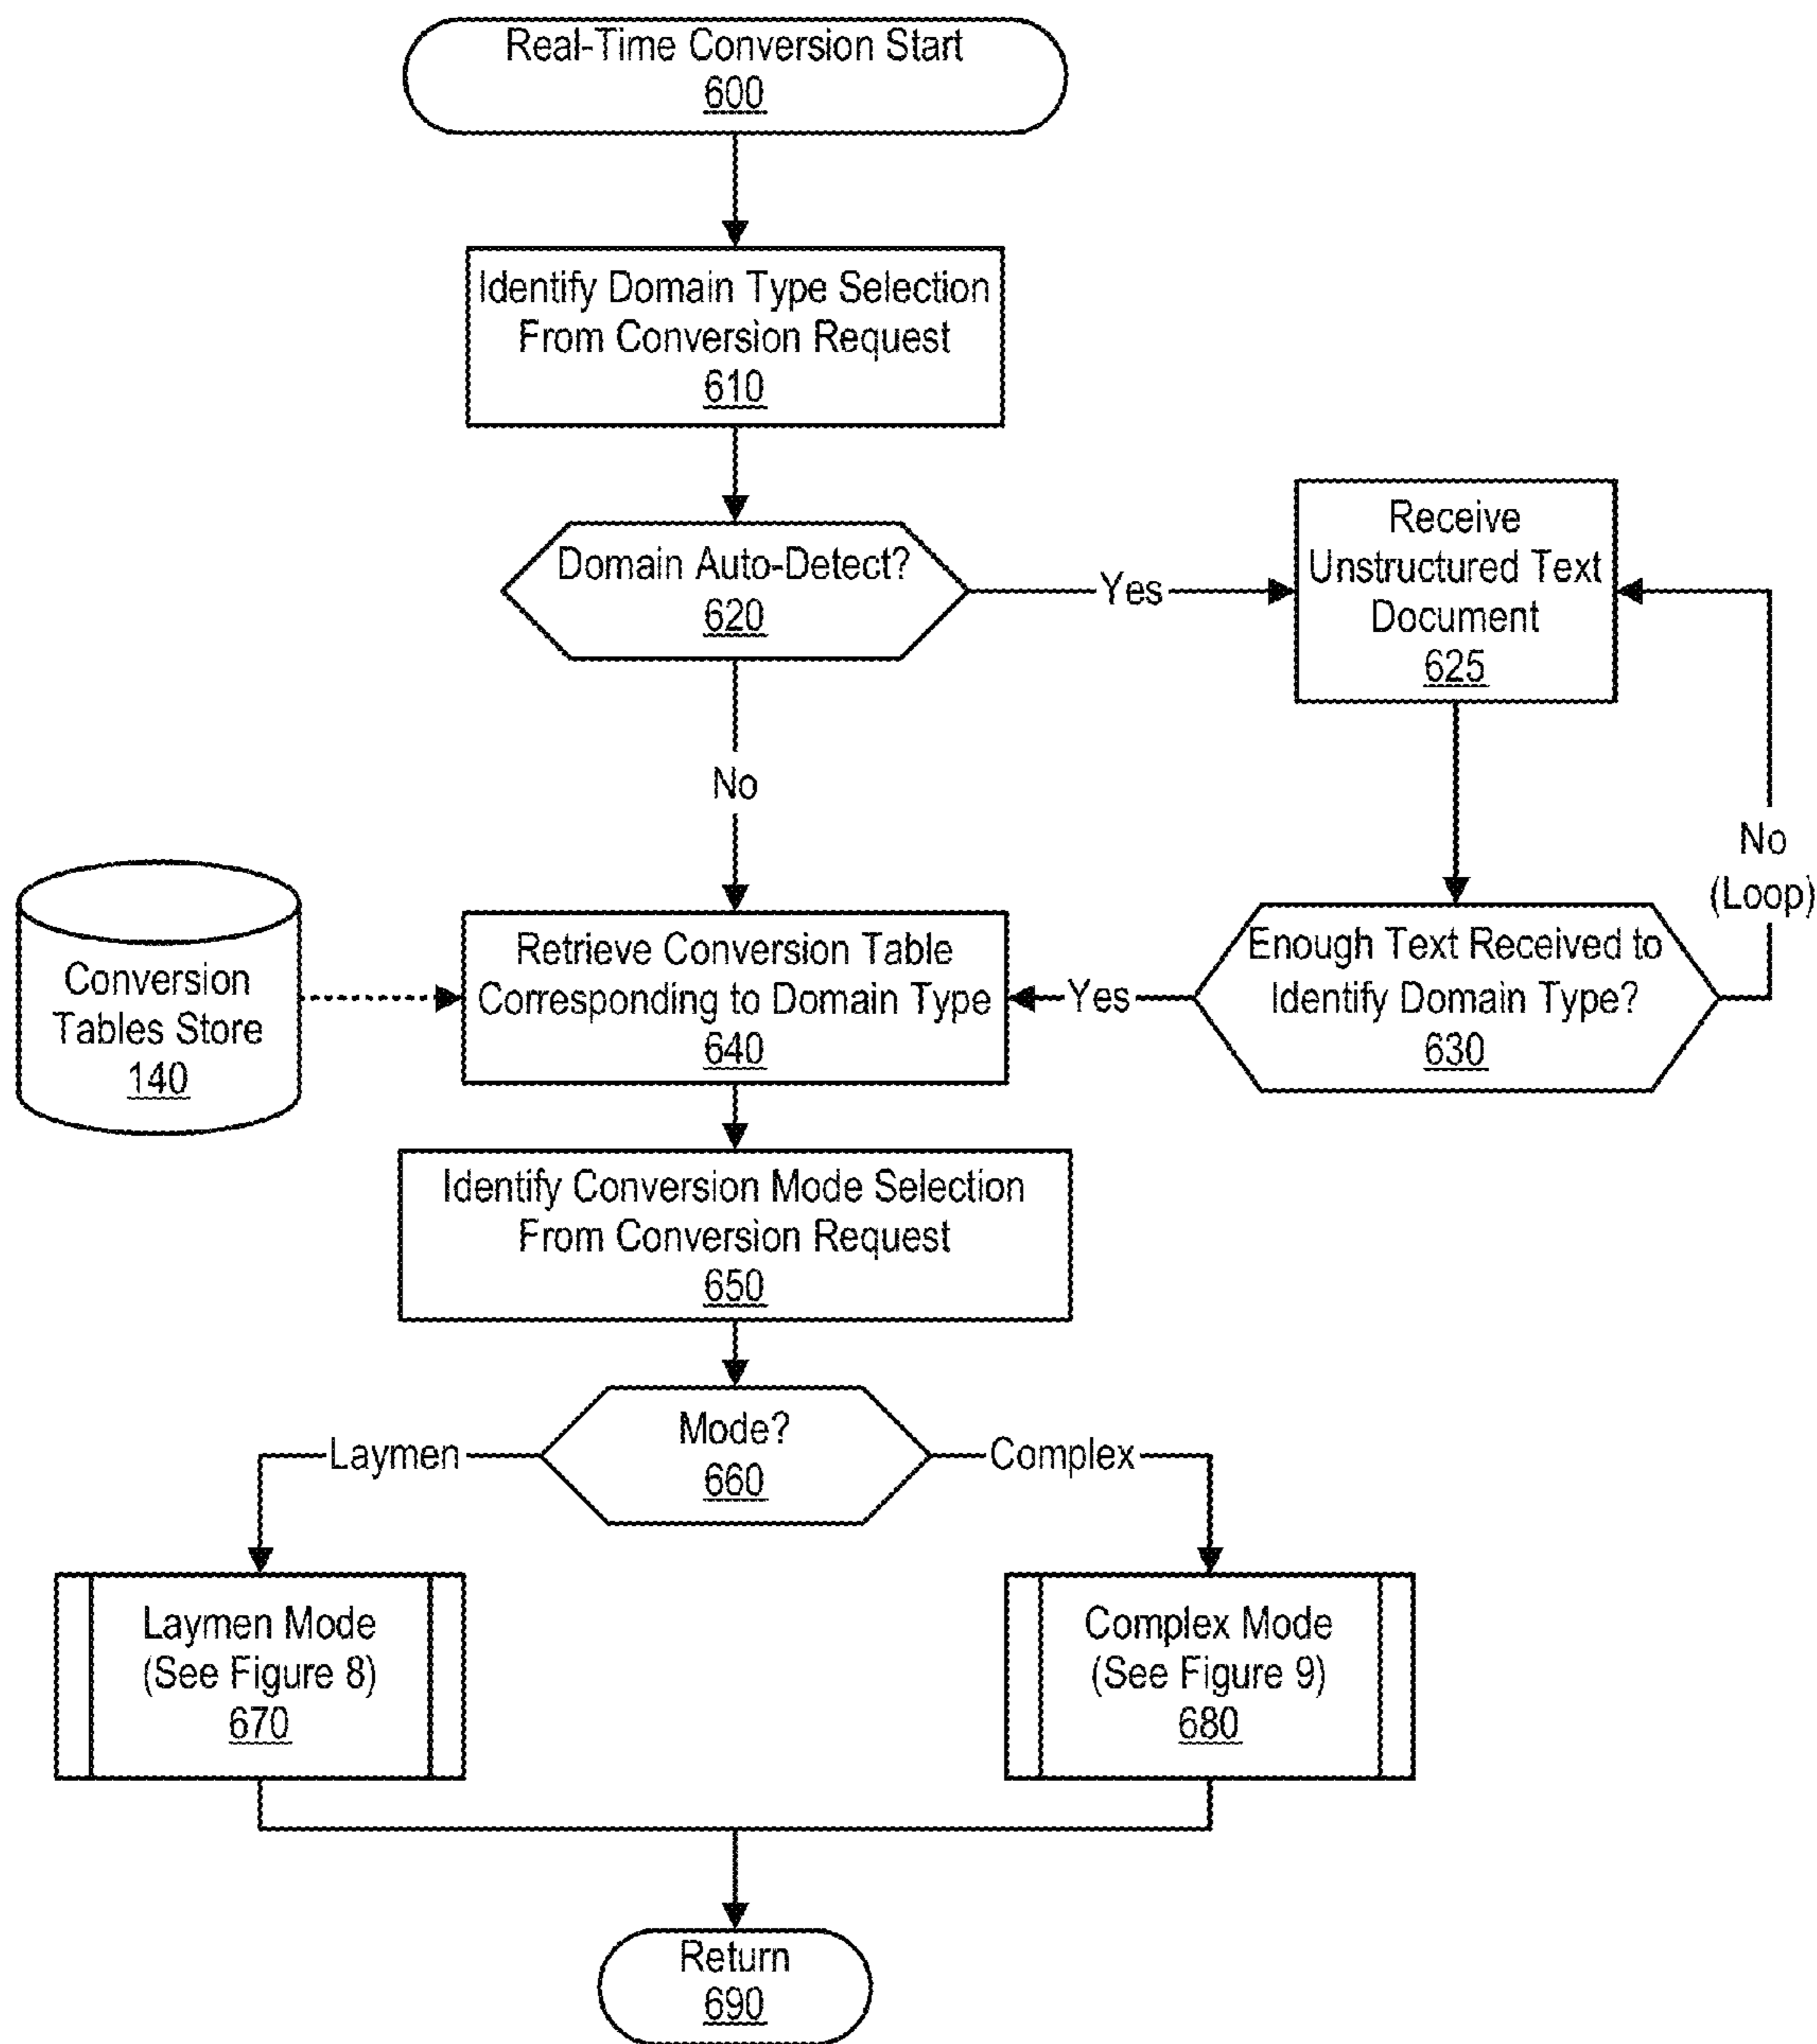 Real-Time Conversion Start
600
Identify Domain Type Selection
From Conversion Request
610
Domain Auto-Detect?
620
Yes
Receive
Unstructured Text
Document
625
No
No
(Loop)
Conversion
Tables Store
140
Retrieve Conversion Table
Corresponding to Domain Type
640
Yes
Enough Text Received to
Identify Domain Type?
630
Identify Conversion Mode Selection
From Conversion Request
650
Mode?
660
Laymen
Complex
Laymen Mode
(See Figure 8)
670
Complex Mode
(See Figure 9)
680
Return
690